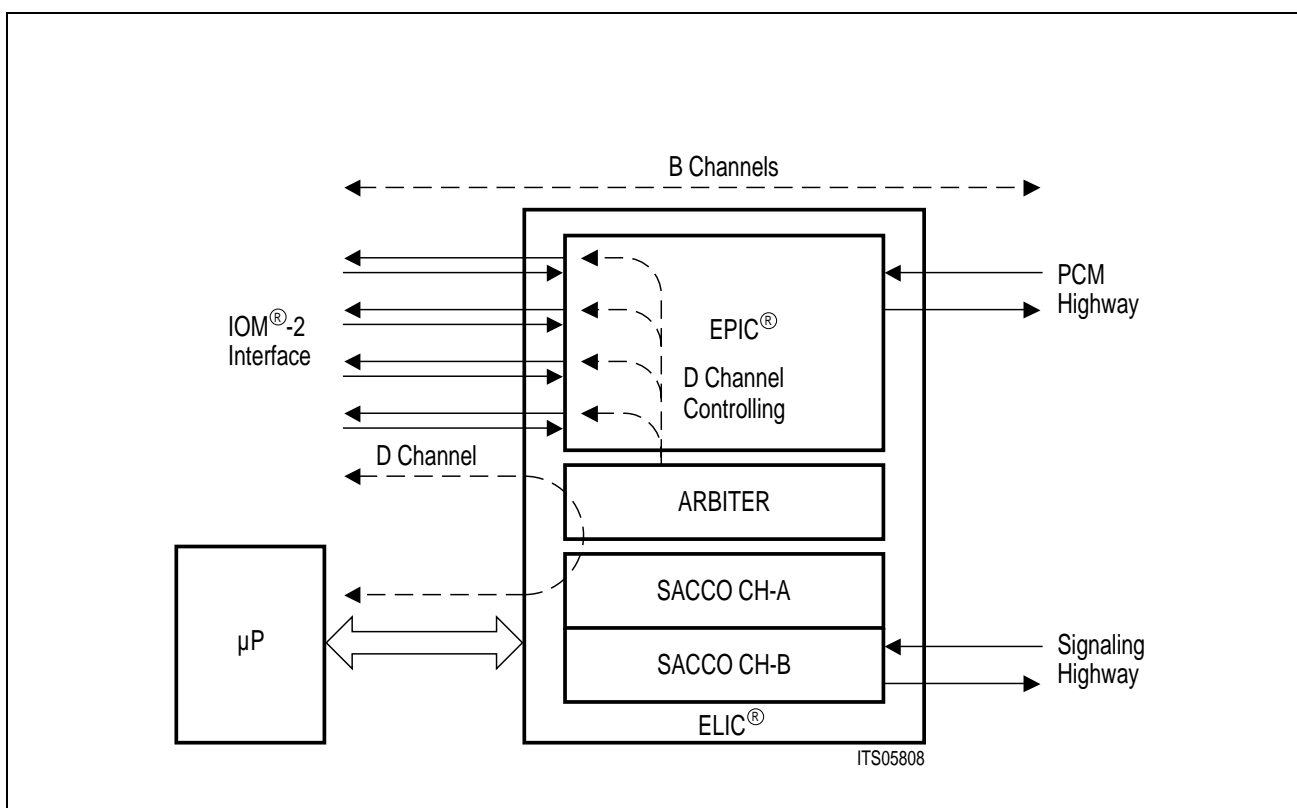 B Channels
IOM®-2
Interface
EPIC®
D Channel
Controlling
PCM
Highway
D Channel
ARBITER
µP
SACCO CH-A
SACCO CH-B
Signaling
Highway
ELIC®
ITS05808